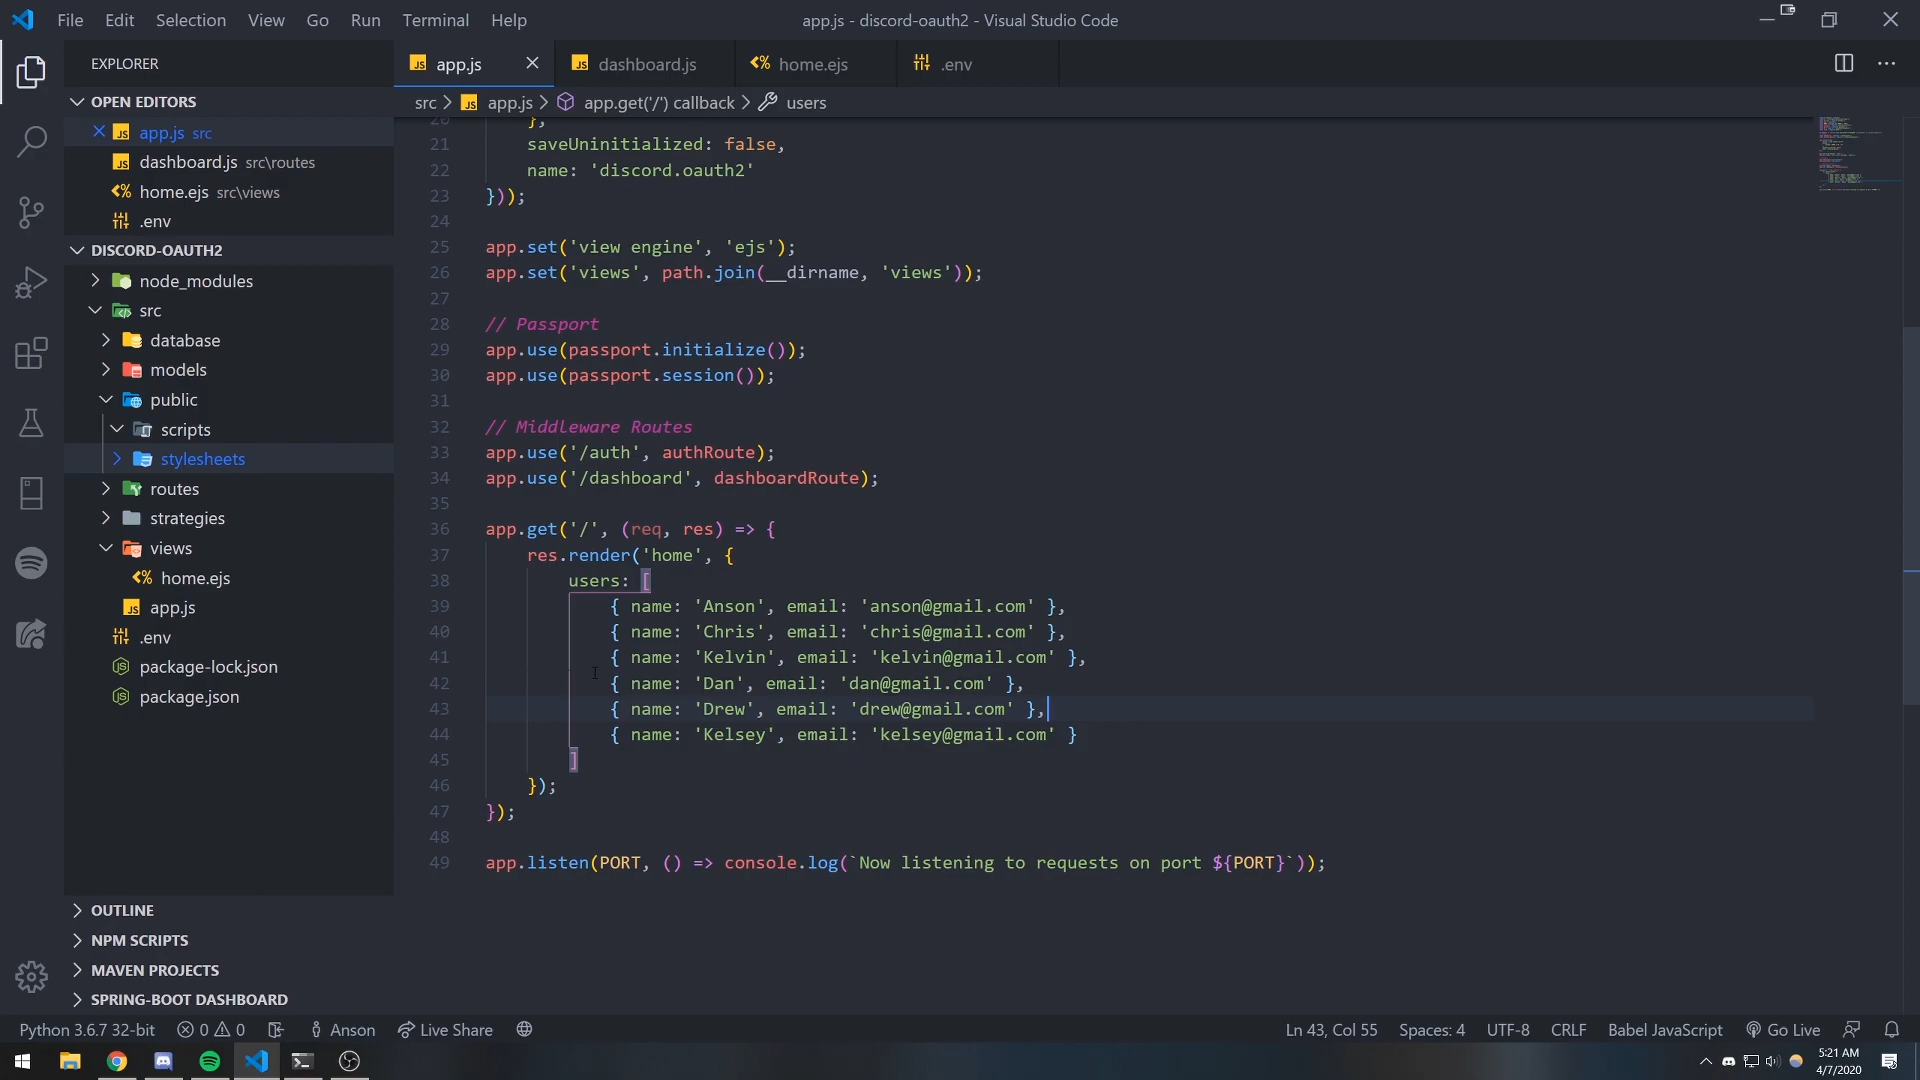 File Edit Selection View Go Run Terminal Help
app.js - discord-oauth2 - Visual Studio Code
EXPLORER
app.js
dashboard.js
home.ejs
.env
OPEN EDITORS
app.js src
dashboard.js src\routes
home.ejs src\views
.env
DISCORD-OAUTH2
node_modules
src
database
models
public
scripts
stylesheets
routes
strategies
views
home.ejs
app.js
.env
package-lock.json
package.json
OUTLINE
NPM SCRIPTS
MAVEN PROJECTS
SPRING-BOOT DASHBOARD
src > app.js > app.get('/') callback > users
20 },
21 saveUninitialized: false,
22 name: 'discord.oauth2'
23 }));
24
25 app.set('view engine', 'ejs');
26 app.set('views', path.join(__dirname, 'views'));
27
28 // Passport
29 app.use(passport.initialize());
30 app.use(passport.session());
31
32 // Middleware Routes
33 app.use('/auth', authRoute);
34 app.use('/dashboard', dashboardRoute);
35
36 app.get('/', (req, res) => {
37 res.render('home', {
38 users: [
39 { name: 'Anson', email: 'anson@gmail.com' },
40 { name: 'Chris', email: 'chris@gmail.com' },
41 { name: 'Kelvin', email: 'kelvin@gmail.com' },
42 { name: 'Dan', email: 'dan@gmail.com' },
43 { name: 'Drew', email: 'drew@gmail.com' },
44 { name: 'Kelsey', email: 'kelsey@gmail.com' }
45 ]
46 });
47 });
48
49 app.listen(PORT, () => console.log(`Now listening to requests on port ${PORT}`));
Python 3.6.7 32-bit 0 0 Anson Live Share
Ln 43, Col 55 Spaces: 4 UTF-8 CRLF Babel JavaScript Go Live
5:21 AM
4/7/2020